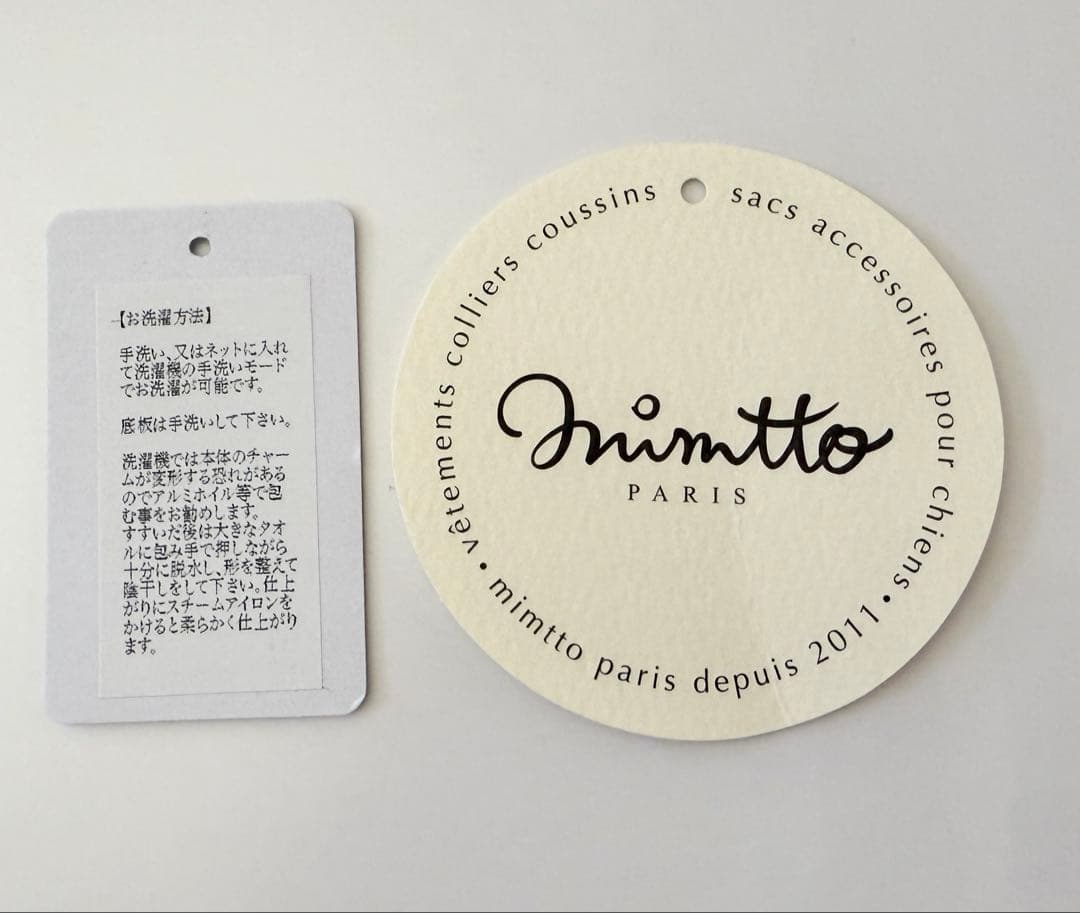 【お洗濯方法】
手洗い、又はネットに入れ
て洗濯機の手洗いモード
でお洗濯が可能です。
底板は手洗いして下さい。
洗濯機では本体のチャー
ムが変形する恐れがある
のでアルミホイル等で包
む事をお勧めします。
すすいだ後は大きなタオ
ルに包み手で押しながら
十分に脱水し、形を整えて
陰干しをして下さい。仕上
がりにスチームアイロンを
かけると柔らかく仕上がり
ます。
vêtements colliers coussins
sacs accessoires pour chiens
• mimtto paris depuis 2011 •
mimtto
PARIS